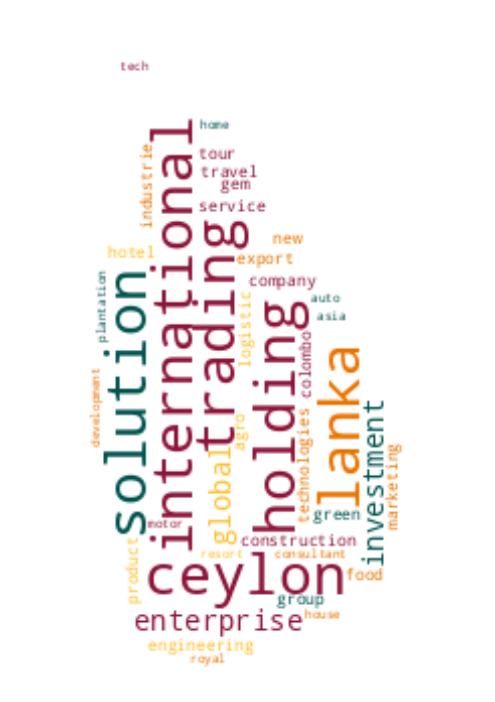 tech
home
industrie
international
tour
travel
gem
service
trading
new
hotel
export
plantation
solution
company
logistic
auto
holding
asia
colombo
lanka
development
investment
technologies
agro
marketing
global
green
motor
construction
product
resort
consultant
ceylon
food
group
enterprise
house
engineering
royal